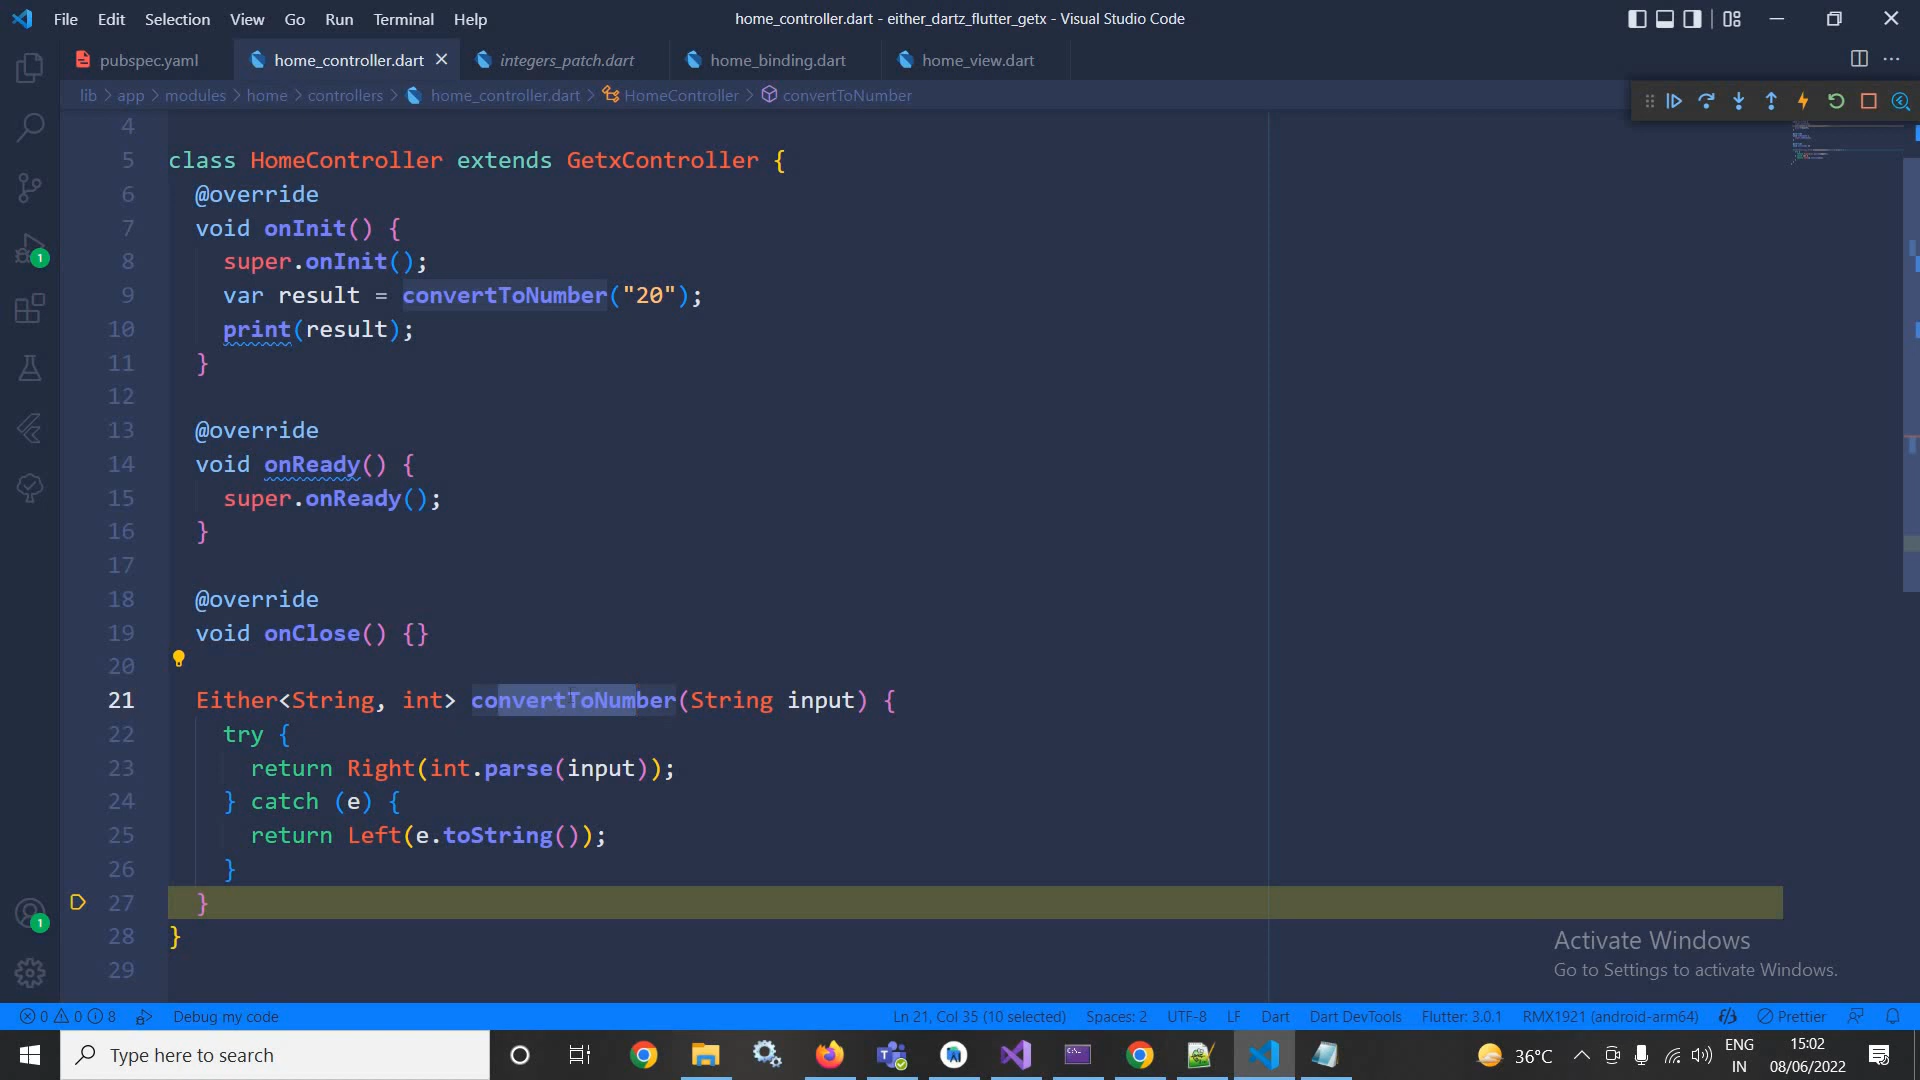 File Edit Selection View Go Run Terminal Help
home_controller.dart - either_dartz_flutter_getx - Visual Studio Code
pubspec.yaml home_controller.dart integers_patch.dart home_binding.dart home_view.dart
lib > app > modules > home > controllers > home_controller.dart > HomeController > convertToNumber
4
5 class HomeController extends GetxController {
6 @override
7 void onInit() {
8 super.onInit();
9 var result = convertToNumber("20");
10 print(result);
11 }
12
13 @override
14 void onReady() {
15 super.onReady();
16 }
17
18 @override
19 void onClose() {}
20
21 Either<String, int> convertToNumber(String input) {
22 try {
23 return Right(int.parse(input));
24 } catch (e) {
25 return Left(e.toString());
26 }
27 }
28 }
29
1
1
Activate Windows
Go to Settings to activate Windows.
0 0 8 Debug my code Ln 21, Col 35 (10 selected) Spaces: 2 UTF-8 LF Dart Dart DevTools Flutter: 3.0.1 RMX1921 (android-arm64) Prettier
Type here to search
36°C
ENG
IN
15:02
08/06/2022